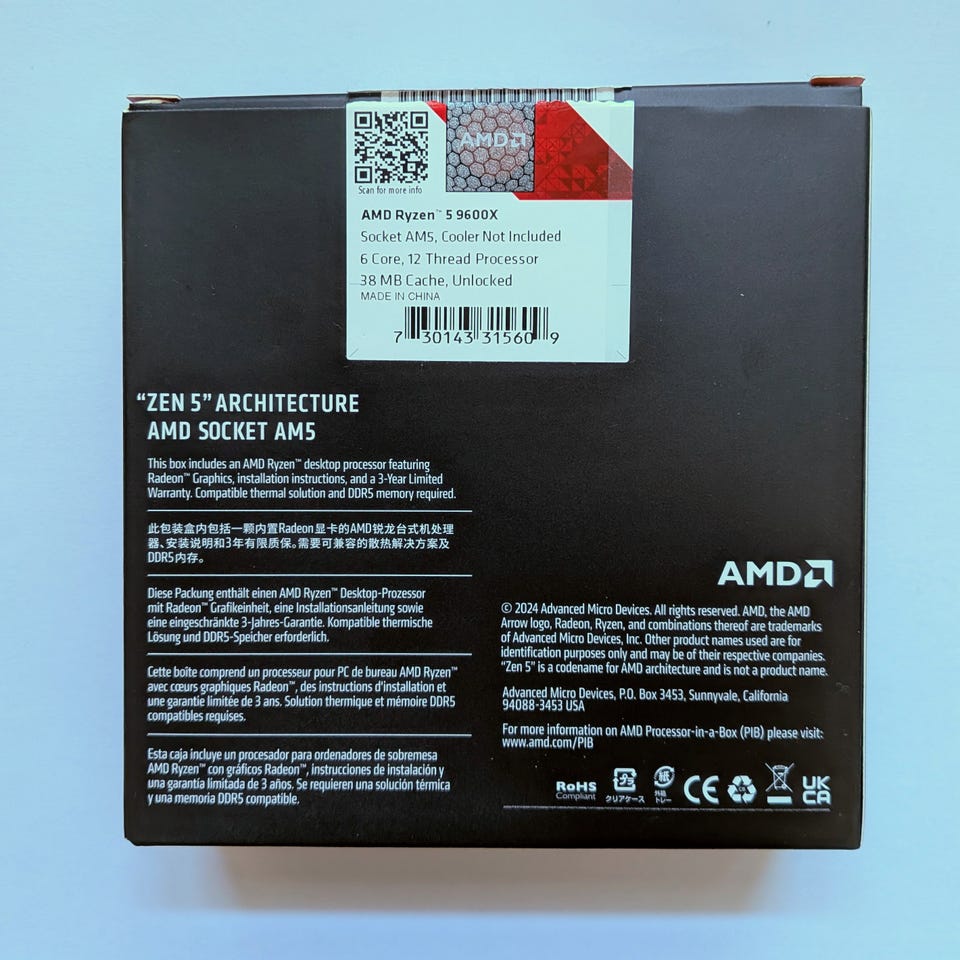 AMD
Scan for more info
AMD Ryzen™ 5 9600X
Socket AM5, Cooler Not Included
6 Core, 12 Thread Processor
38 MB Cache, Unlocked
MADE IN CHINA
7 30143 31560 9
“ZEN 5” ARCHITECTURE
AMD SOCKET AM5
This box includes an AMD Ryzen™ desktop processor featuring
Radeon™ Graphics, installation instructions, and a 3-Year Limited
Warranty. Compatible thermal solution and DDR5 memory required.
此包装盒内包括一颗内置Radeon显卡的AMD锐龙台式机处理
器、安装说明和3年有限质保。需要可兼容的散热解决方案及
DDR5内存。
Diese Packung enthält einen AMD Ryzen™ Desktop-Prozessor
mit Radeon™ Grafikeinheit, eine Installationsanleitung sowie
eine eingeschränkte 3-Jahres-Garantie. Kompatible thermische
Lösung und DDR5-Speicher erforderlich.
Cette boîte comprend un processeur pour PC de bureau AMD Ryzen™
avec cœurs graphiques Radeon™, des instructions d'installation et
une garantie limitée de 3 ans. Solution thermique et mémoire DDR5
compatibles requises.
Esta caja incluye un procesador para ordenadores de sobremesa
AMD Ryzen™ con gráficos Radeon™, instrucciones de instalación y
una garantía limitada de 3 años. Se requieren una solución térmica
y una memoria DDR5 compatible.
AMD
© 2024 Advanced Micro Devices. All rights reserved. AMD, the AMD
Arrow logo, Radeon, Ryzen, and combinations thereof are trademarks
of Advanced Micro Devices, Inc. Other product names used are for
identification purposes only and may be of their respective companies.
“Zen 5” is a codename for AMD architecture and is not a product name.
Advanced Micro Devices, P.O. Box 3453, Sunnyvale, California
94088-3453 USA
For more information on AMD Processor-in-a-Box (PIB) please visit:
www.amd.com/PIB
RoHS
Compliant
プラ
クリアケース
紙
外箱
トレー
CE
UK
CA